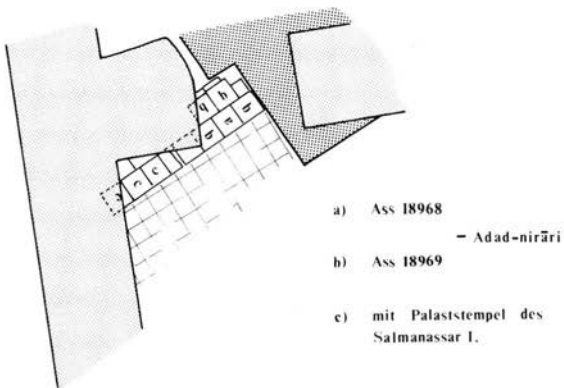 b b
b a b
c c
a
a) Ass 18968
– Adad-nirāri
b) Ass 18969
c) mit Palaststempel des
Salmanassar I.